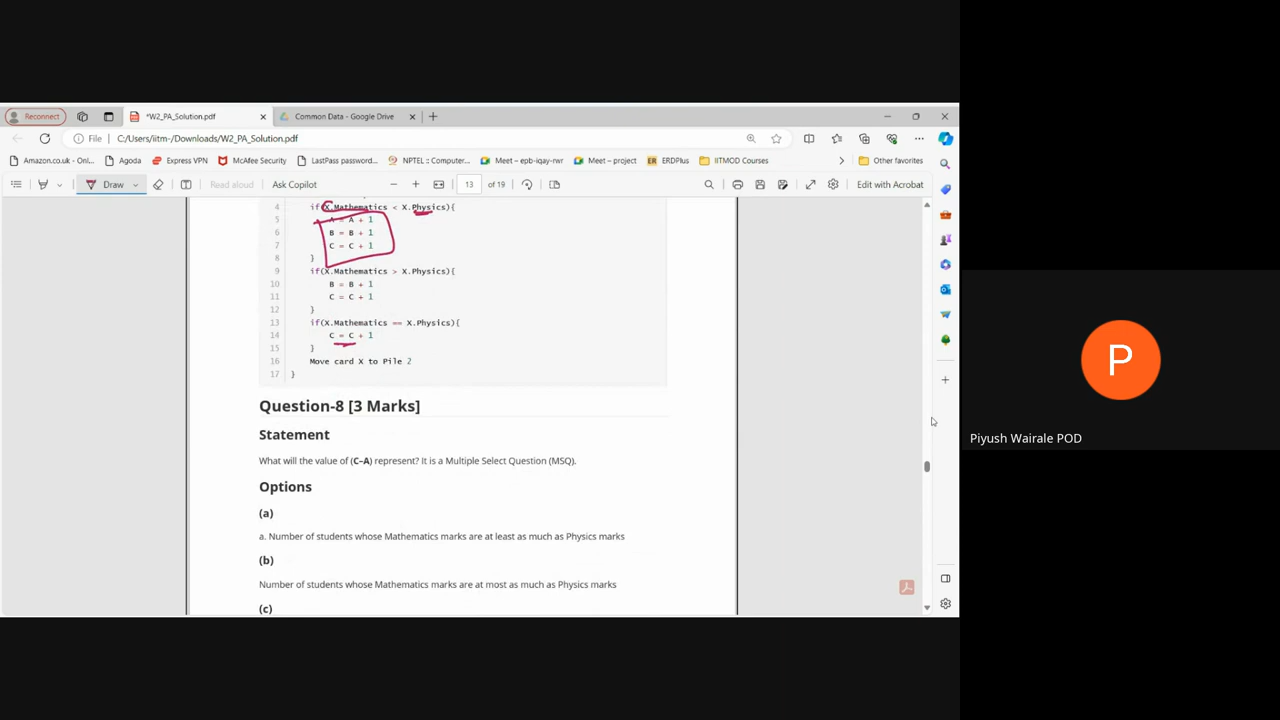 Reconnect
*W2_PA_Solution.pdf
Common Data - Google Drive
File C:/Users/iitm-/Downloads/W2_PA_Solution.pdf
Amazon.co.uk - Onl... Agoda Express VPN McAfee Security LastPass password... NPTEL :: Computer... Meet – epb-iqay-rwr Meet – project ER ERDPlus IITMOD Courses Other favorites
Draw Read aloud Ask Copilot 13 of 19 Edit with Acrobat
4 if(X.Mathematics < X.Physics){
5 A = A + 1
6 B = B + 1
7 C = C + 1
8 }
9 if(X.Mathematics > X.Physics){
10 B = B + 1
11 C = C + 1
12 }
13 if(X.Mathematics == X.Physics){
14 C = C + 1
15 }
16 Move card X to Pile 2
17 }
Question-8 [3 Marks]
Statement
What will the value of (C–A) represent? It is a Multiple Select Question (MSQ).
Options
(a)
a. Number of students whose Mathematics marks are at least as much as Physics marks
(b)
Number of students whose Mathematics marks are at most as much as Physics marks
(c)
P
Piyush Wairale POD